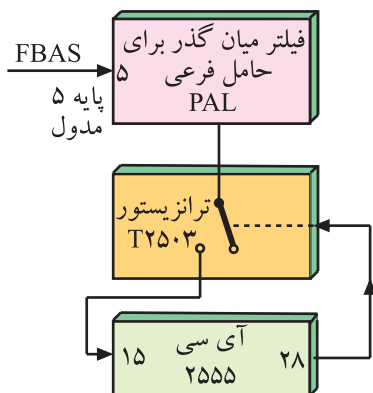 فیلتر میان گذر برای
حامل فرعی
PAL
۵
FBAS
پایه ۵
مدول
ترانزیستور
T۲۵۰۳
آی سی
۲۵۵۵
۱۵
۲۸